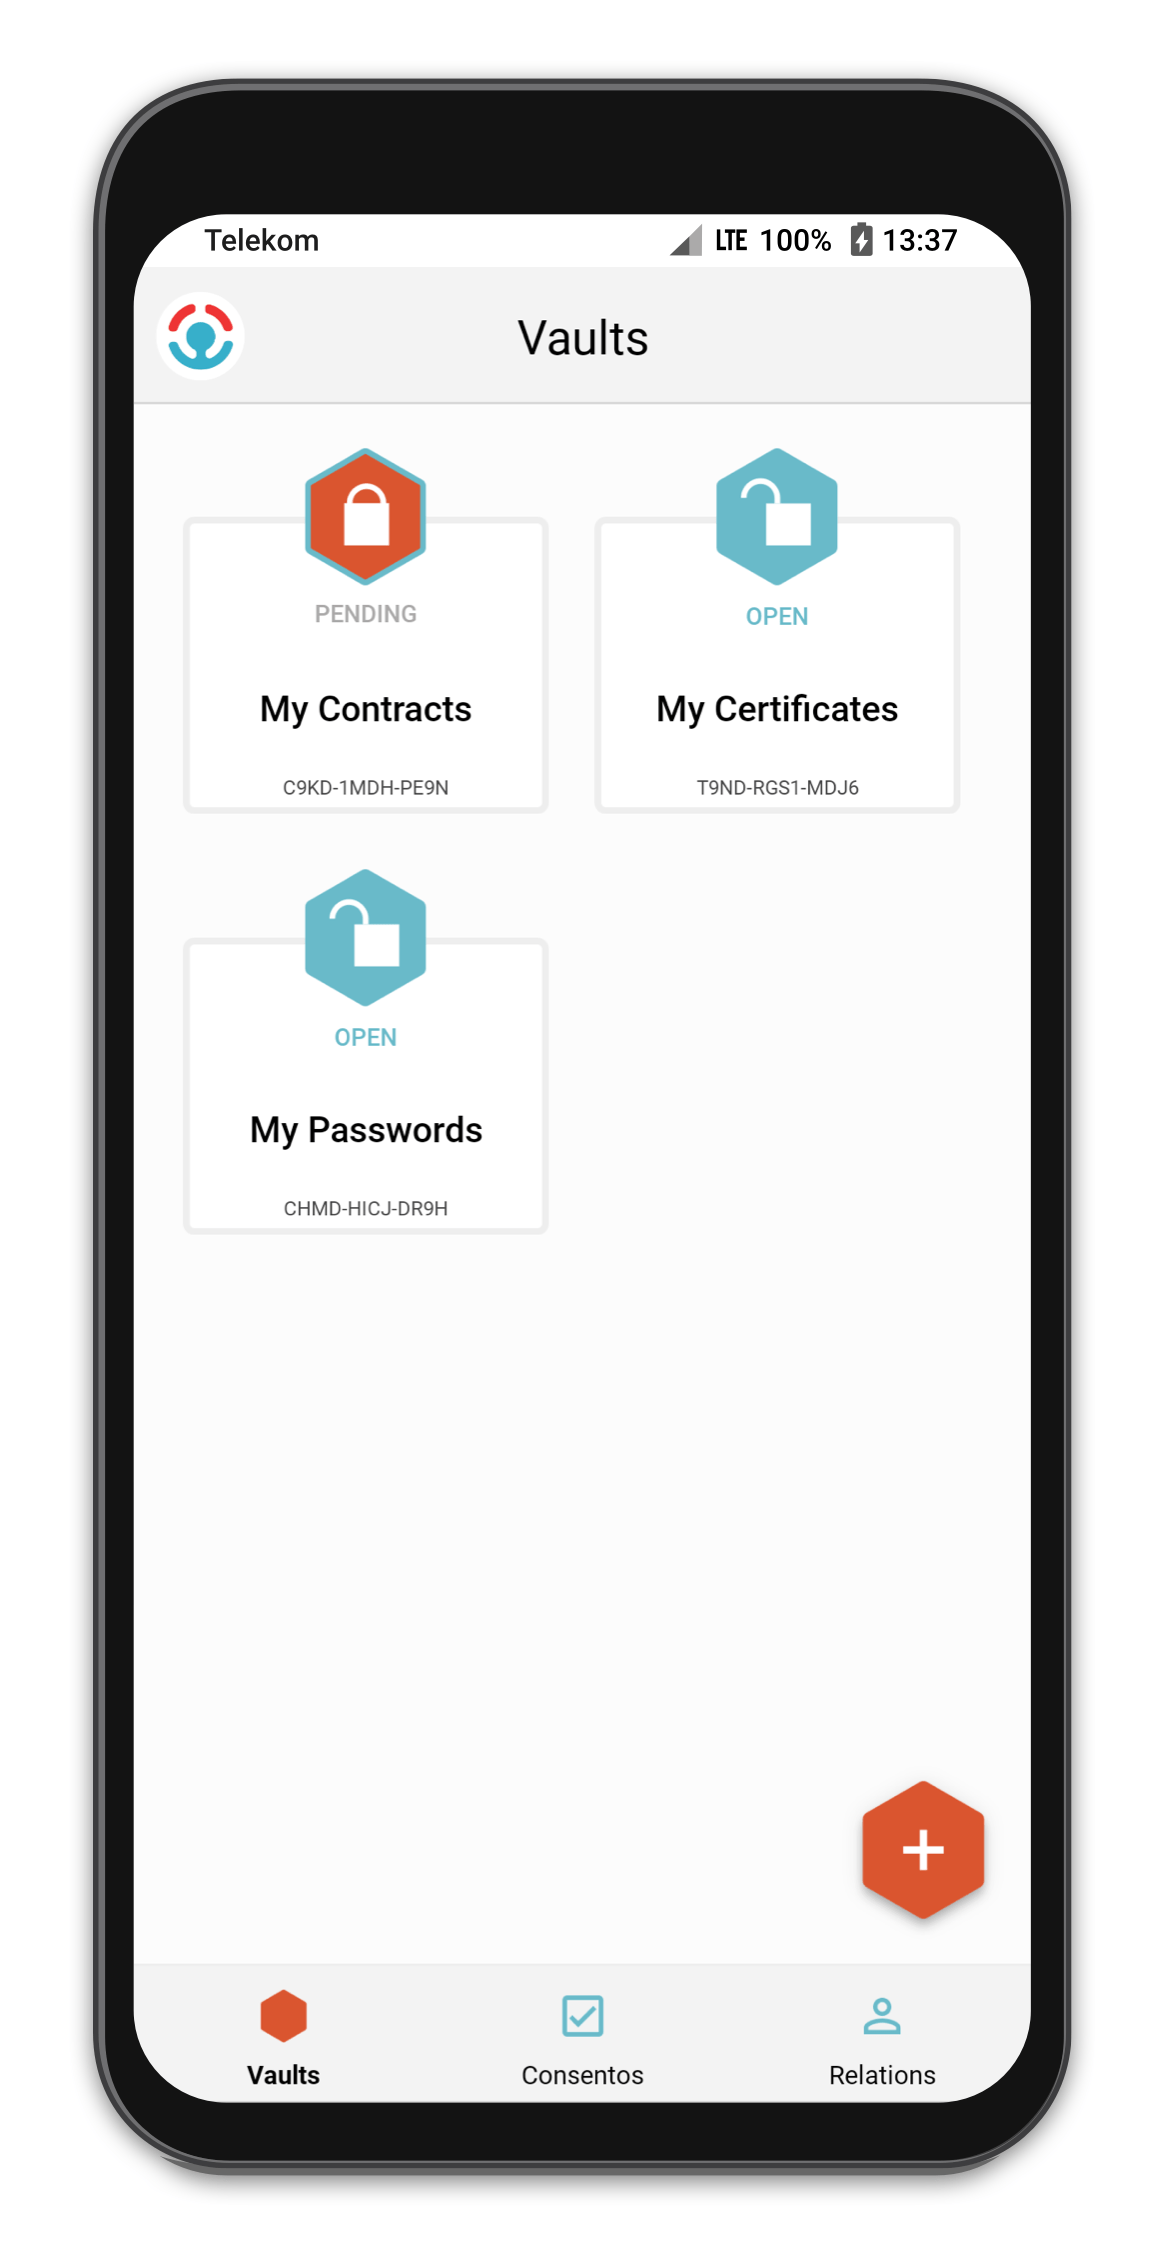 Telekom LTE 100% 13:37
Vaults
PENDING
My Contracts
C9KD-1MDH-PE9N
OPEN
My Certificates
T9ND-RGS1-MDJ6
OPEN
My Passwords
CHMD-HICJ-DR9H
Vaults Consentos Relations